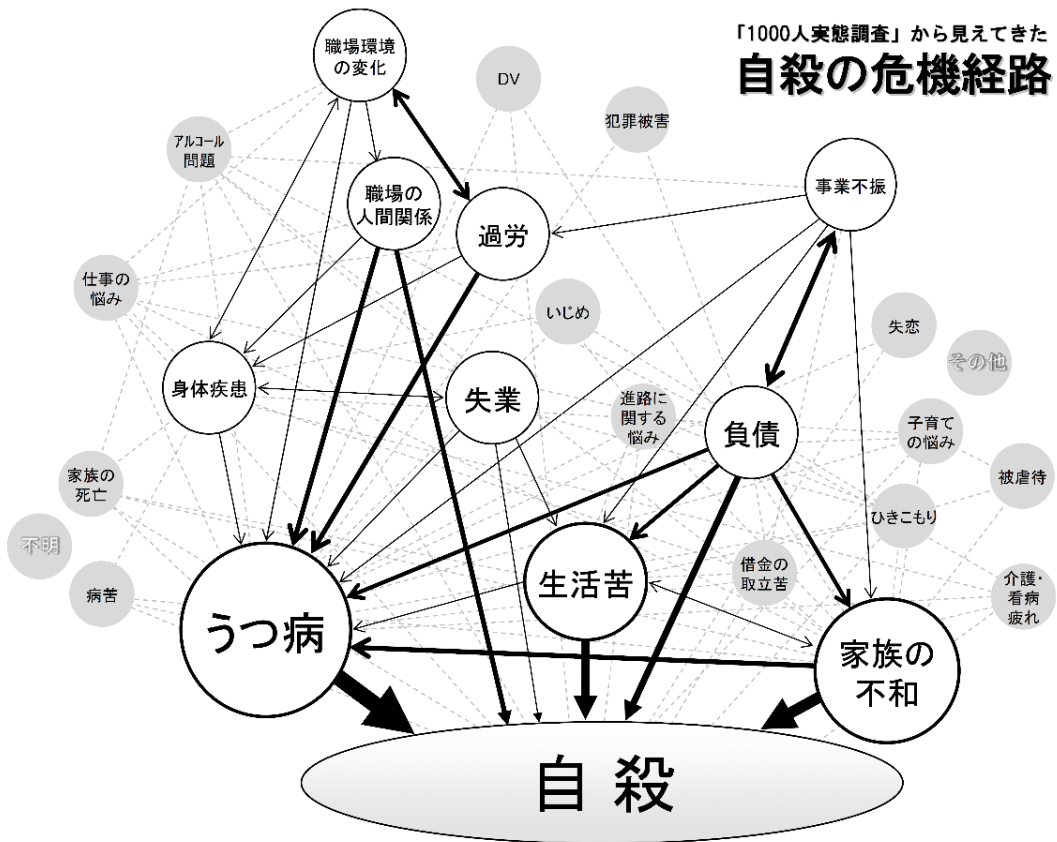 「1000人実態調査」から見えてきた
自殺の危機経路
職場環境
の変化
DV
犯罪被害
アルコール
問題
事業不振
職場の
人間関係
過労
仕事の
悩み
いじめ
失恋
その他
身体疾患
失業
進路に
関する
悩み
負債
子育て
の悩み
家族の
死亡
被虐待
ひきこもり
不明
病苦
生活苦
借金の
取立苦
介護・
看病
疲れ
うつ病
家族の
不和
自殺